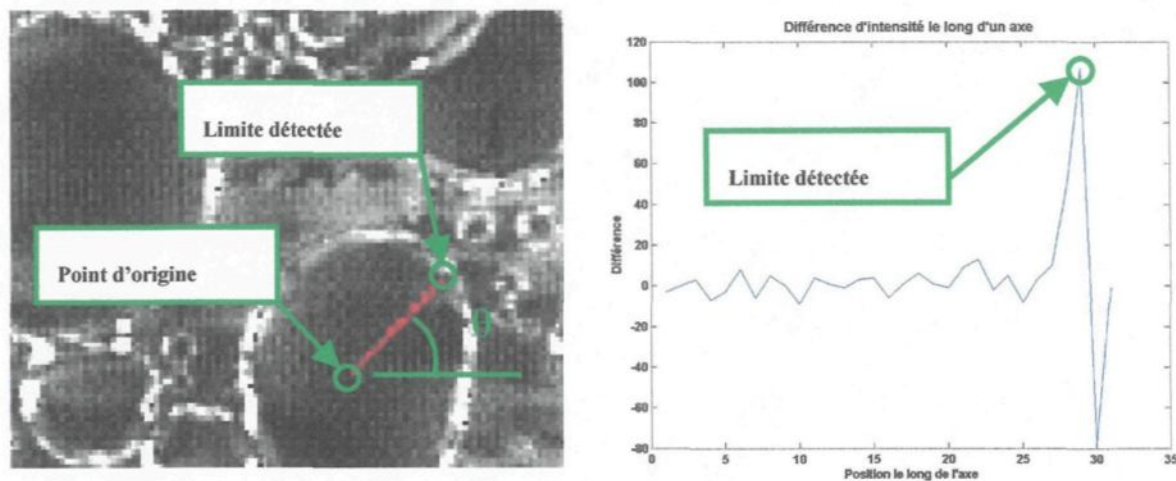 Limite détectée
Point d'origine
θ
Différence d'intensité le long d'un axe
Limite détectée
Différence
120
100
80
60
40
20
0
-20
-40
-60
-80
0 5 10 15 20 25 30 35
Position le long de l'axe